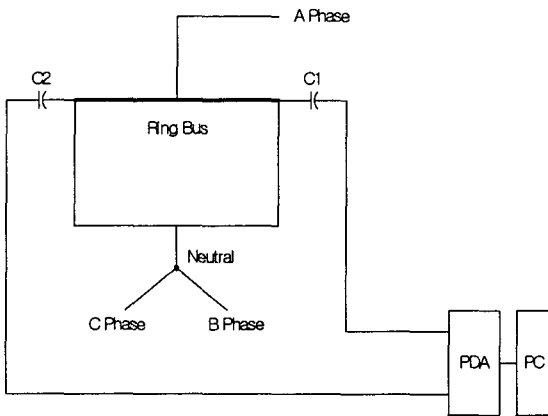 A Phase
C2
C1
Ring Bus
Neutral
C Phase
B Phase
PDA
PC